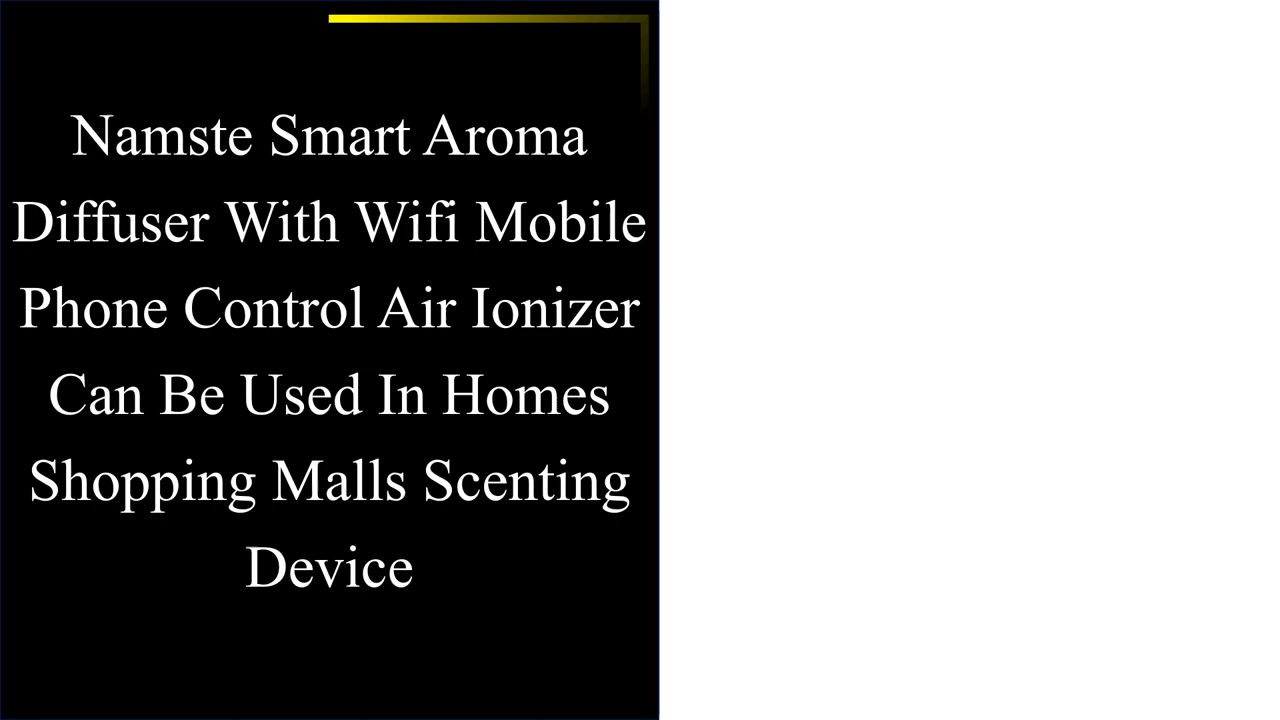 Namste Smart Aroma
Diffuser With Wifi Mobile
Phone Control Air Ionizer
Can Be Used In Homes
Shopping Malls Scenting
Device